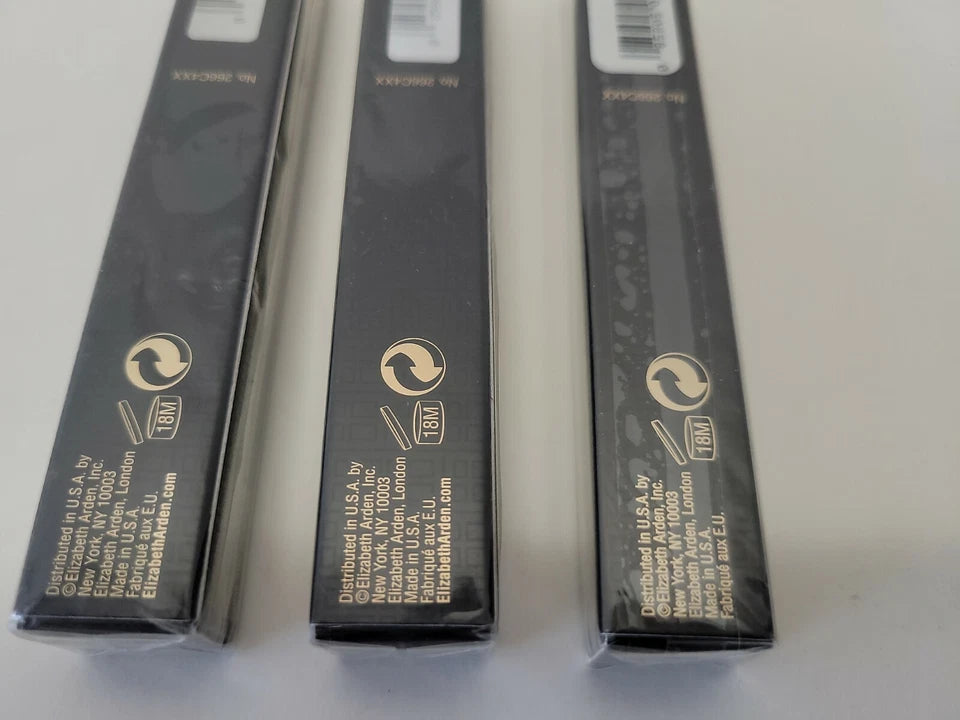 No. 266C4XX
18M
Distributed in U.S.A. by
©Elizabeth Arden, Inc.
New York, NY 10003
Elizabeth Arden, London
Made in U.S.A.
Fabriqué aux E.U.
ElizabethArden.com
No. 266C4XX
18M
Distributed in U.S.A. by
©Elizabeth Arden, Inc.
New York, NY 10003
Elizabeth Arden, London
Made in U.S.A.
Fabriqué aux E.U.
ElizabethArden.com
No. 266C4XX
18M
Distributed in U.S.A. by
©Elizabeth Arden, Inc.
New York, NY 10003
Elizabeth Arden, London
Made in U.S.A.
Fabriqué aux E.U.